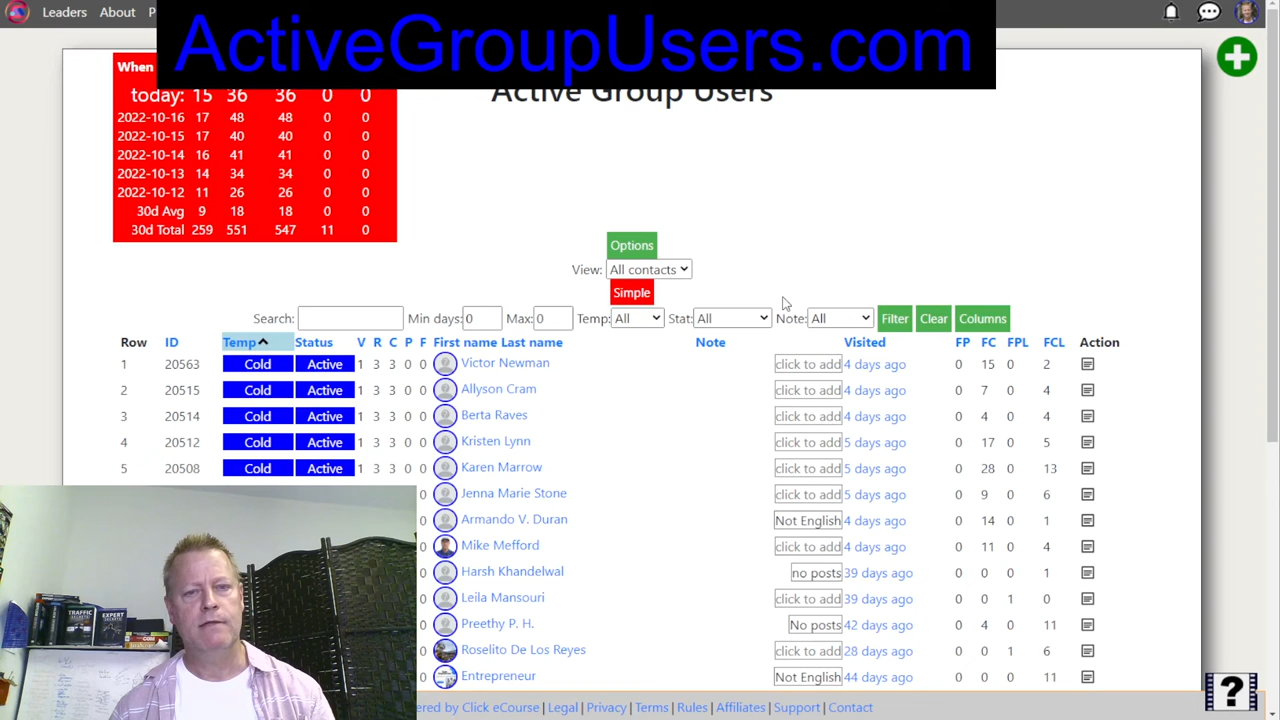 Leaders About P
ActiveGroupUsers.com
When
Active Group Users
today: 15 36 36 0 0
2022-10-16 17 48 48 0 0
2022-10-15 17 40 40 0 0
2022-10-14 16 41 41 0 0
2022-10-13 14 34 34 0 0
2022-10-12 11 26 26 0 0
30d Avg 9 18 18 0 0
30d Total 259 551 547 11 0
Options
View: All contacts
Simple
Search: Min days: 0 Max: 0 Temp: All Stat: All Note: All Filter Clear Columns
Row ID Temp Status V R C P F First name Last name Note Visited FP FC FPL FCL Action
1 20563 Cold Active 1 3 3 0 0 Victor Newman click to add 4 days ago 0 15 0 2
2 20515 Cold Active 1 3 3 0 0 Allyson Cram click to add 4 days ago 0 7 0 4
3 20514 Cold Active 1 3 3 0 0 Berta Raves click to add 4 days ago 0 4 0 4
4 20512 Cold Active 1 3 3 0 0 Kristen Lynn click to add 5 days ago 0 17 0 5
5 20508 Cold Active 1 3 3 0 0 Karen Marrow click to add 5 days ago 0 28 0 13
0 Jenna Marie Stone click to add 5 days ago 0 9 0 6
0 Armando V. Duran Not English 4 days ago 0 14 0 1
0 Mike Mefford click to add 4 days ago 0 11 0 4
0 Harsh Khandelwal no posts 39 days ago 0 0 0 1
0 Leila Mansouri click to add 39 days ago 0 0 1 0
0 Preethy P. H. No posts 42 days ago 0 4 0 11
0 Roselito De Los Reyes click to add 28 days ago 0 0 1 6
0 Entrepreneur Not English 44 days ago 0 0 0 11
ered by Click eCourse | Legal | Privacy | Terms | Rules | Affiliates | Support | Contact
TRAFFIC SECRETS
EXPERT SECRETS
?